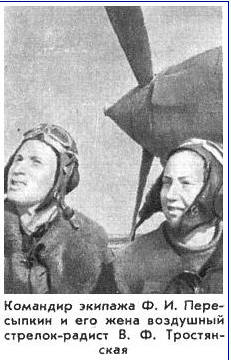 Командир экипажа Ф. И. Пере-
сыпкин и его жена воздушный
стрелок-радист В. Ф. Тростян-
ская